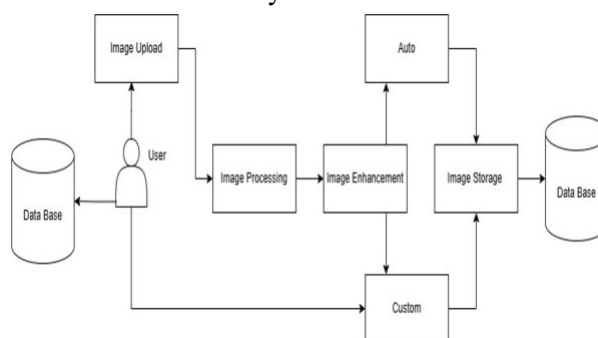 Image Upload
Auto
User
Data Base
Image Processing
Image Enhancement
Image Storage
Data Base
Custom